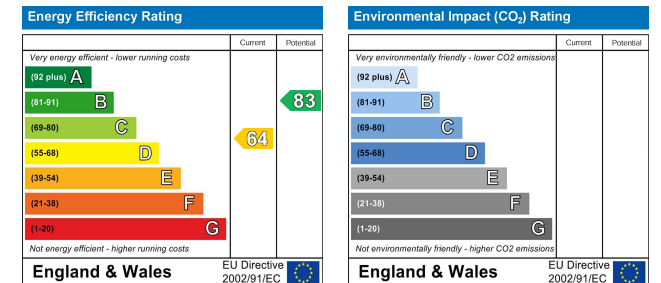 Energy Efficiency Rating
Current Potential
Very energy efficient - lower running costs
(92 plus) A
(81-91) B
83
(69-80) C
64
(55-68) D
(39-54) E
(21-38) F
(1-20) G
Not energy efficient - higher running costs
England & Wales
EU Directive
2002/91/EC
Environmental Impact (CO₂) Rating
Current Potential
Very environmentally friendly - lower CO2 emissions
(92 plus) A
(81-91) B
(69-80) C
(55-68) D
(39-54) E
(21-38) F
(1-20) G
Not environmentally friendly - higher CO2 emissions
England & Wales
EU Directive
2002/91/EC